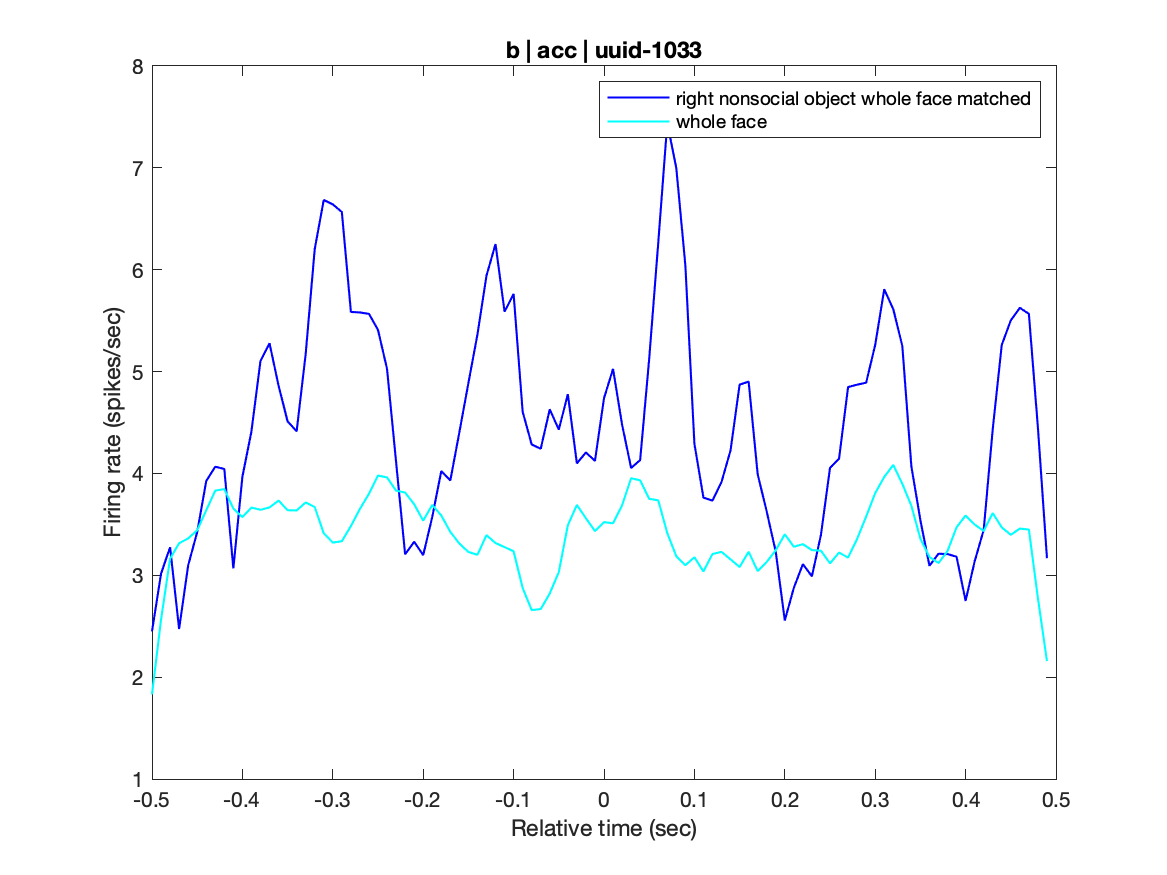 b | acc | uuid-1033
right nonsocial object whole face matched
whole face
8
7
6
5
4
3
2
1
Firing rate (spikes/sec)
-0.5 -0.4 -0.3 -0.2 -0.1 0 0.1 0.2 0.3 0.4 0.5
Relative time (sec)